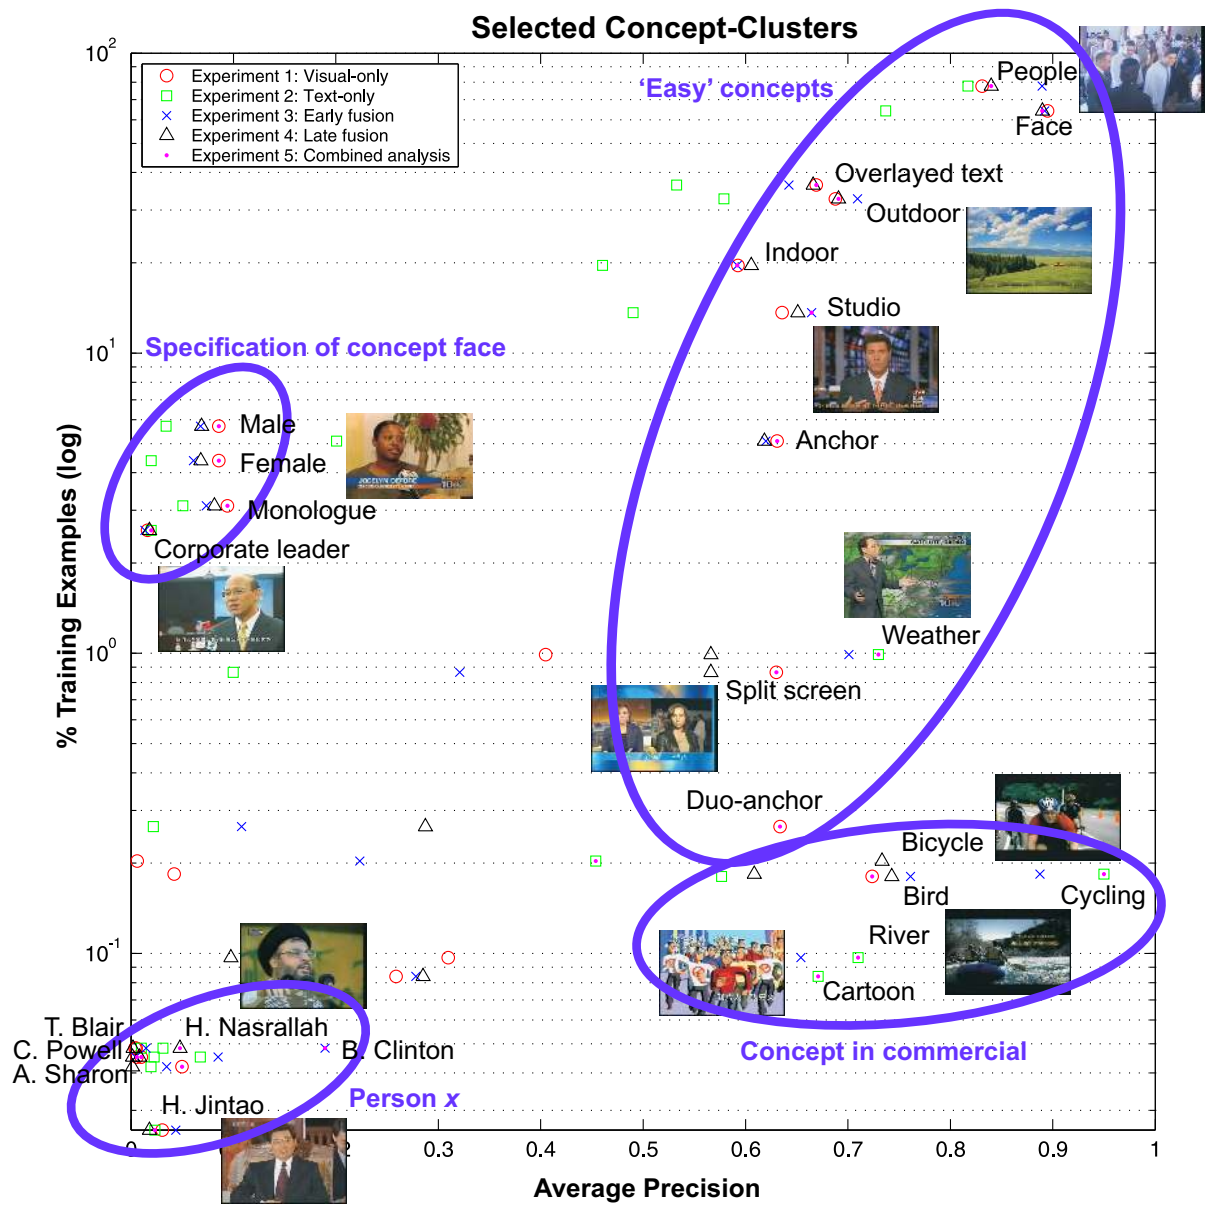 Selected Concept-Clusters
Experiment 1: Visual-only
Experiment 2: Text-only
Experiment 3: Early fusion
Experiment 4: Late fusion
Experiment 5: Combined analysis
'Easy' concepts
People
Face
Overlayed text
Outdoor
Indoor
Studio
Specification of concept face
Male
Female
Monologue
Corporate leader
JOCELYN DEFORE
Anchor
Weather
Split screen
Duo-anchor
Bicycle
Bird
Cycling
River
Cartoon
Concept in commercial
T. Blair
H. Nasrallah
C. Powell
B. Clinton
A. Sharon
Person x
H. Jintao
10²
10¹
10⁰
10⁻¹
% Training Examples (log)
0 0.2 0.3 0.4 0.5 0.6 0.7 0.8 0.9 1
Average Precision